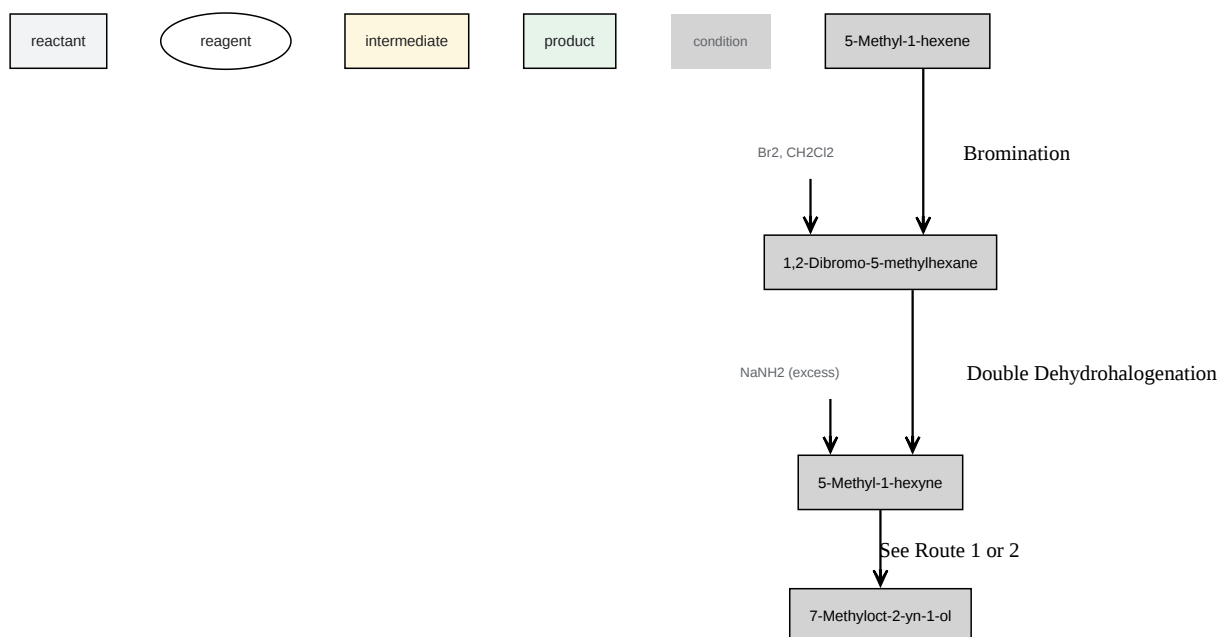 reactant
reagent
intermediate
product
condition
5-Methyl-1-hexene
Br2, CH2Cl2
Bromination
1,2-Dibromo-5-methylhexane
NaNH2 (excess)
Double Dehydrohalogenation
5-Methyl-1-hexyne
See Route 1 or 2
7-Methyloct-2-yn-1-ol